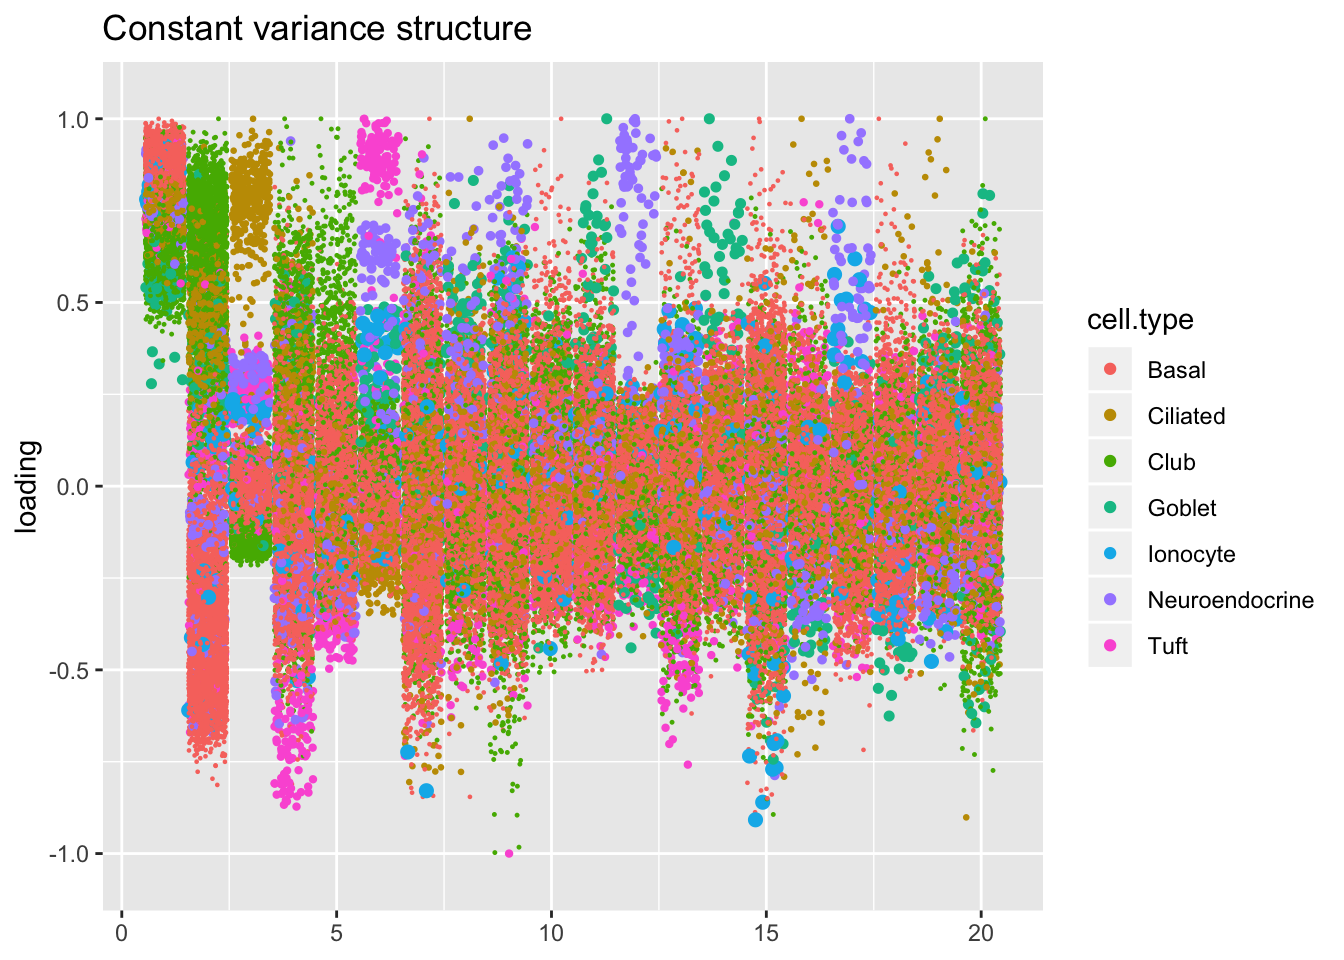 Constant variance structure
loading
1.0
0.5
0.0
-0.5
-1.0
0
5
10
15
20
cell.type
Basal
Ciliated
Club
Goblet
Ionocyte
Neuroendocrine
Tuft